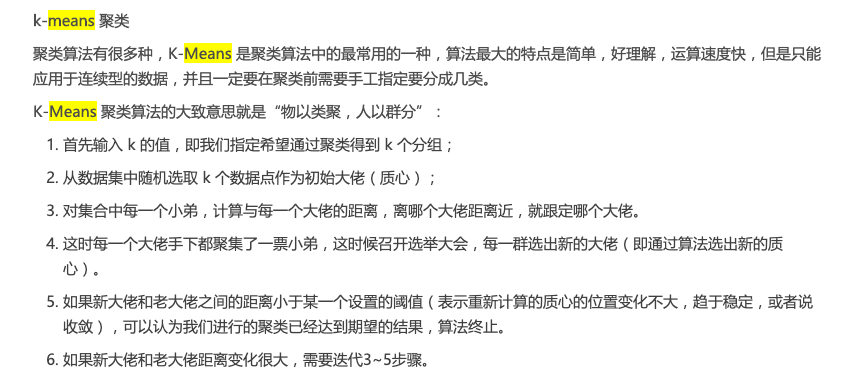 k-means 聚类
聚类算法有很多种，K-Means 是聚类算法中的最常用的一种，算法最大的特点是简单，好理解，运算速度快，但是只能
应用于连续型的数据，并且一定要在聚类前需要手工指定要分成几类。
K-Means 聚类算法的大致意思就是“物以类聚，人以群分”：
1. 首先输入 k 的值，即我们指定希望通过聚类得到 k 个分组；
2. 从数据集中随机选取 k 个数据点作为初始大佬（质心）；
3. 对集合中每一个小弟，计算与每一个大佬的距离，离哪个大佬距离近，就跟定哪个大佬。
4. 这时每一个大佬手下都聚集了一票小弟，这时候召开选举大会，每一群选出新的大佬（即通过算法选出新的质
心）。
5. 如果新大佬和老大佬之间的距离小于某一个设置的阈值（表示重新计算的质心的位置变化不大，趋于稳定，或者说
收敛），可以认为我们进行的聚类已经达到期望的结果，算法终止。
6. 如果新大佬和老大佬距离变化很大，需要迭代3~5步骤。